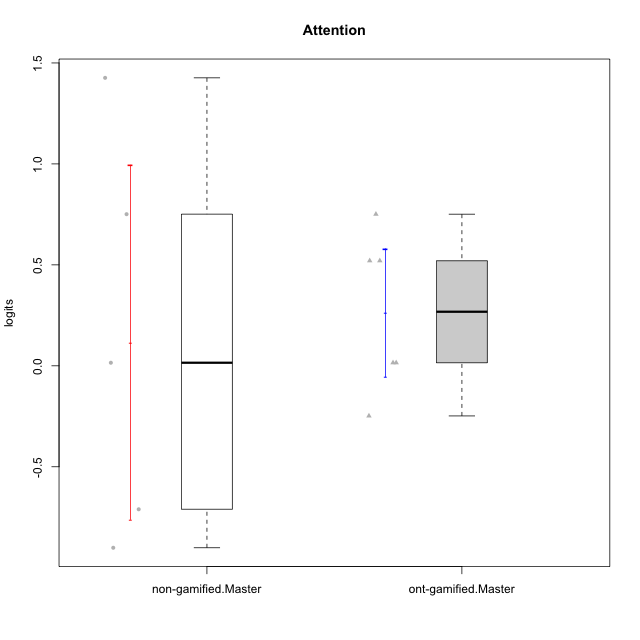 Attention
logits
1.5
1.0
0.5
0.0
-0.5
non-gamified.Master
ont-gamified.Master